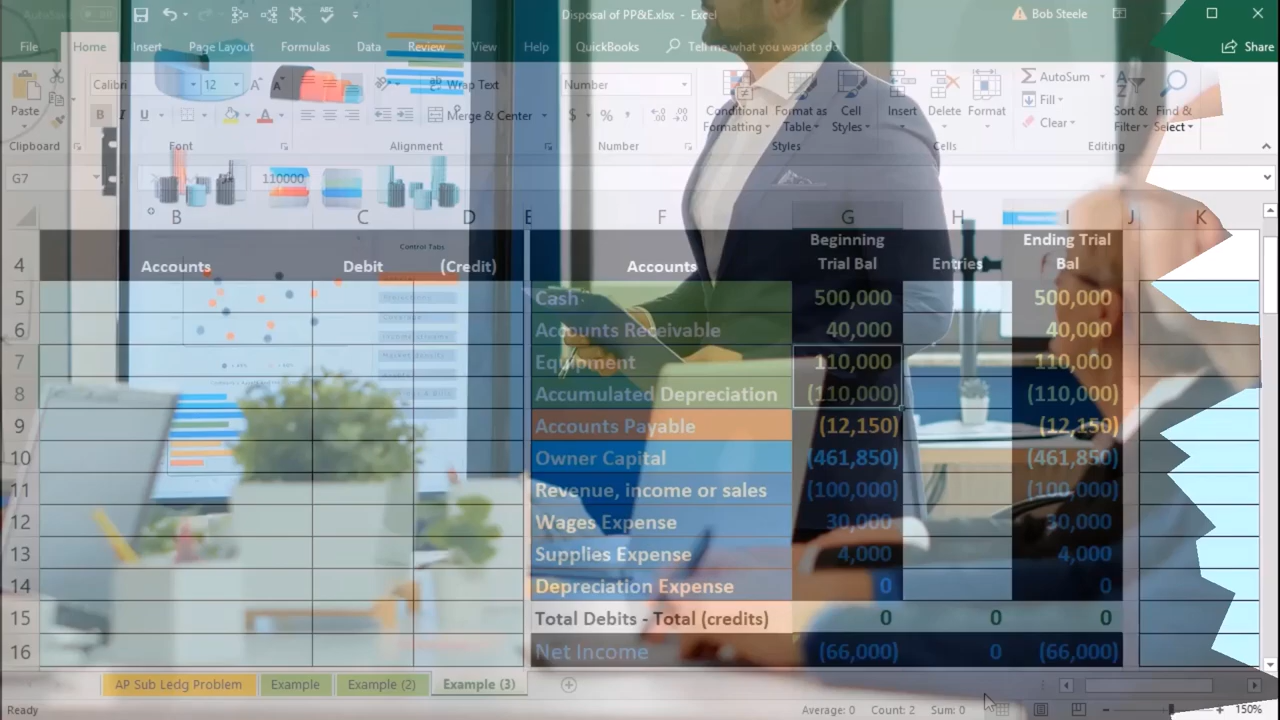 Disposal of PP&E.xlsx - Excel
Bob Steele
File Home Insert Page Layout Formulas Data Review View Help QuickBooks Tell me what you want to do
Share
Paste
Calibri 12
B I U
Wrap Text
Merge & Center
Number
$ %
Conditional Formatting
Format as Table
Cell Styles
Insert Delete Format
AutoSum
Fill
Clear
Sort & Filter
Find & Select
Clipboard Font Alignment Number Styles Cells Editing
G7 110000
B C D E F G H I J K
Control Tabs
4 Accounts Debit (Credit) Accounts Beginning Trial Bal Entries Ending Trial Bal
5 Cash 500,000 500,000
6 Accounts Receivable 40,000 40,000
7 Equipment 110,000 110,000
8 Accumulated Depreciation (110,000) (110,000)
9 Accounts Payable (12,150) (12,150)
10 Owner Capital (461,850) (461,850)
11 Revenue, income or sales (100,000) (100,000)
12 Wages Expense 30,000 30,000
13 Supplies Expense 4,000 4,000
14 Depreciation Expense 0 0
15 Total Debits - Total (credits) 0 0 0
16 Net Income (66,000) 0 (66,000)
AP Sub Ledg Problem Example Example (2) Example (3)
Ready Average: 0 Count: 2 Sum: 0 150%